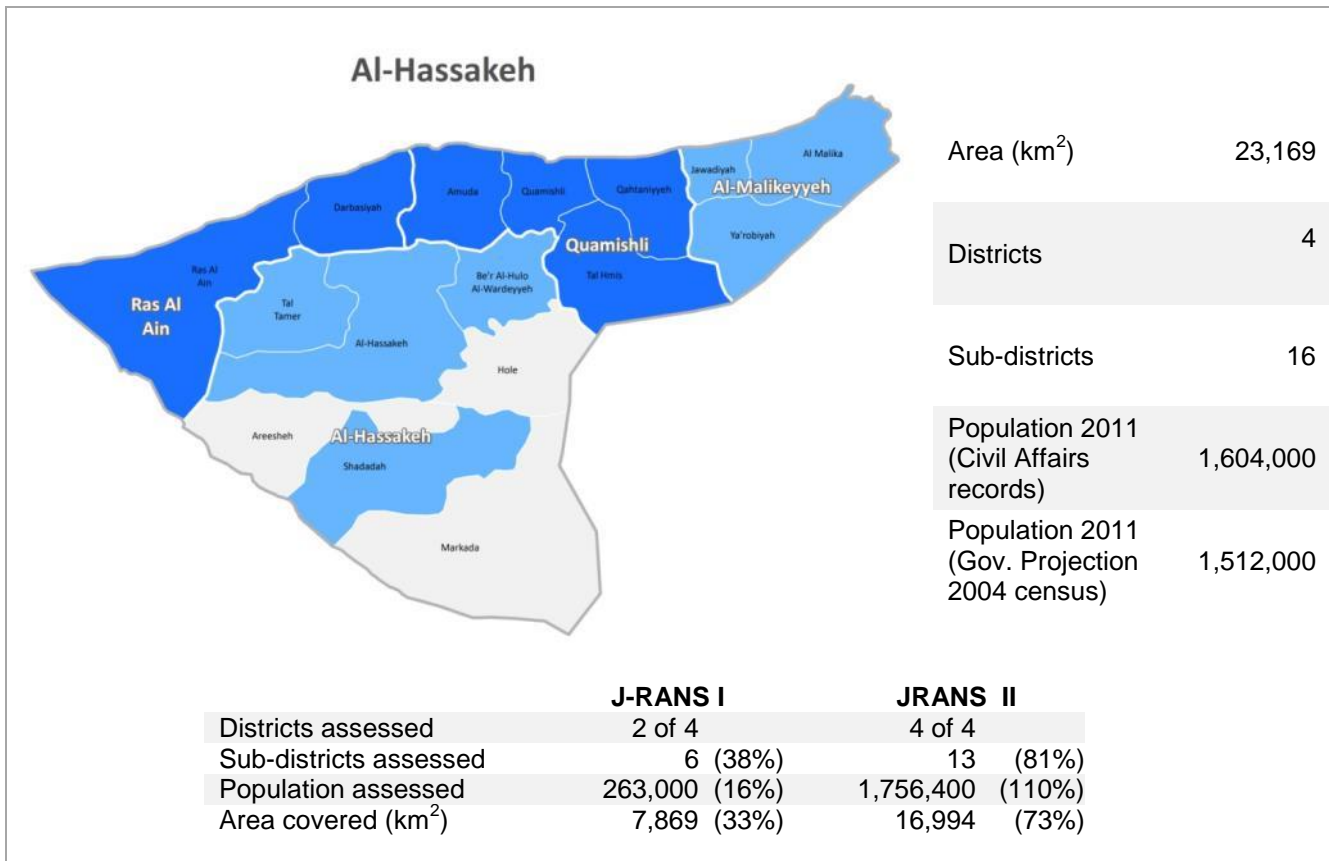 Al-Hassakeh
Al Malika
Jawadiyah
Al-Malikeyyeh
Amuda
Quamishli
Qahtaniyyeh
Darbasiyah
Ya'robiyah
Quamishli
Ras Al
Ain
Be'r Al-Hulo
Al-Wardeyyeh
Tal Hmis
Ras Al
Ain
Tal
Tamer
Al-Hassakeh
Hole
Areesheh
Al-Hassakeh
Shadadah
Markada
Area (km²) 23,169
Districts 4
Sub-districts 16
Population 2011
(Civil Affairs 1,604,000
records)
Population 2011
(Gov. Projection 1,512,000
2004 census)
J-RANS I JRANS II
Districts assessed 2 of 4 4 of 4
Sub-districts assessed 6 (38%) 13 (81%)
Population assessed 263,000 (16%) 1,756,400 (110%)
Area covered (km²) 7,869 (33%) 16,994 (73%)